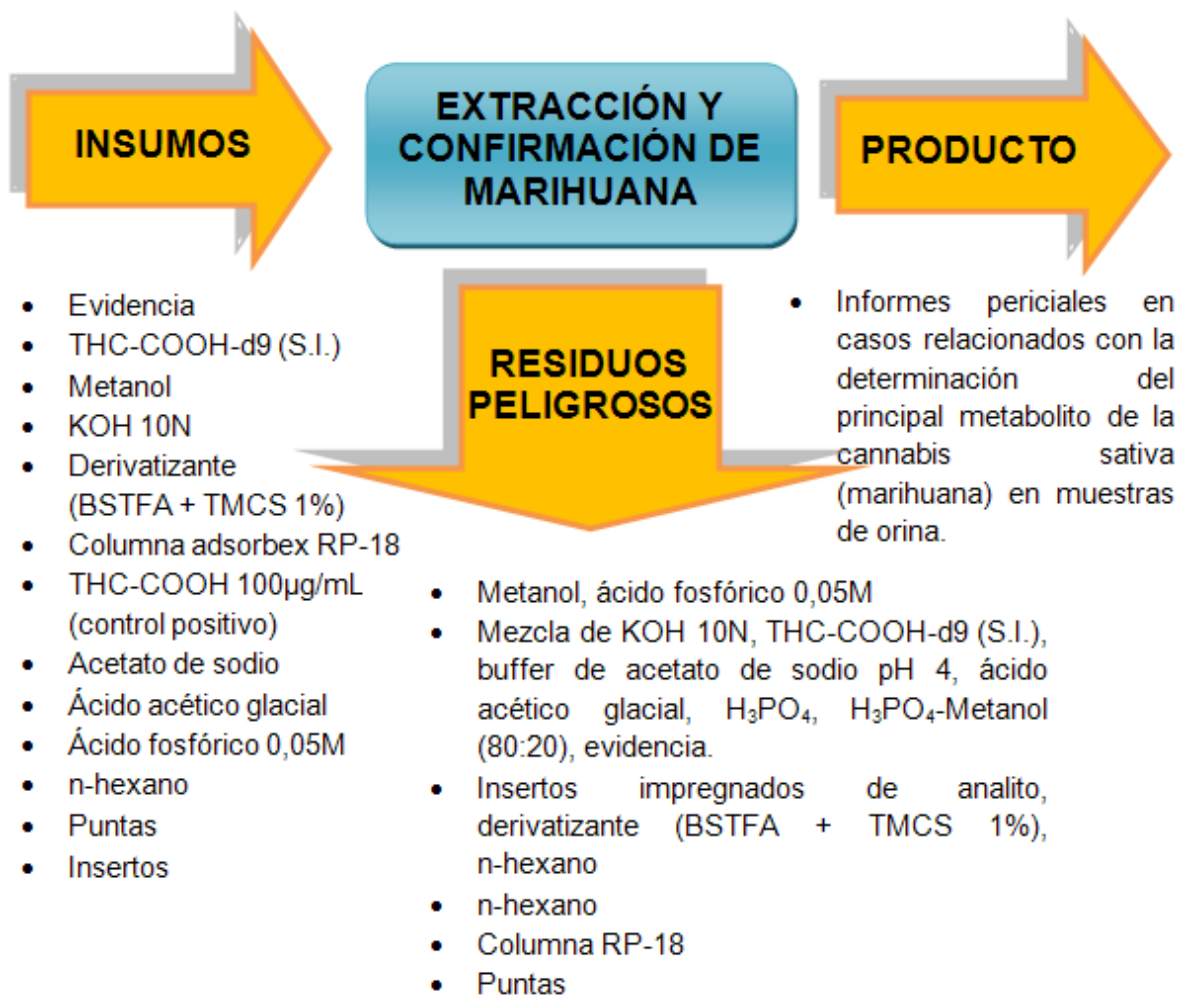 INSUMOS
EXTRACCIÓN Y
CONFIRMACIÓN DE
MARIHUANA
PRODUCTO
• Evidencia
• THC-COOH-d9 (S.I.)
• Metanol
• KOH 10N
• Derivatizante
(BSTFA + TMCS 1%)
• Columna adsorbex RP-18
• THC-COOH 100µg/mL
(control positivo)
• Acetato de sodio
• Ácido acético glacial
• Ácido fosfórico 0,05M
• n-hexano
• Puntas
• Insertos
RESIDUOS
PELIGROSOS
• Metanol, ácido fosfórico 0,05M
• Mezcla de KOH 10N, THC-COOH-d9 (S.I.),
buffer de acetato de sodio pH 4, ácido
acético glacial, H₃PO₄, H₃PO₄-Metanol
(80:20), evidencia.
• Insertos impregnados de analito,
derivatizante (BSTFA + TMCS 1%),
n-hexano
• n-hexano
• Columna RP-18
• Puntas
• Informes periciales en
casos relacionados con la
determinación del
principal metabolito de la
cannabis sativa
(marihuana) en muestras
de orina.